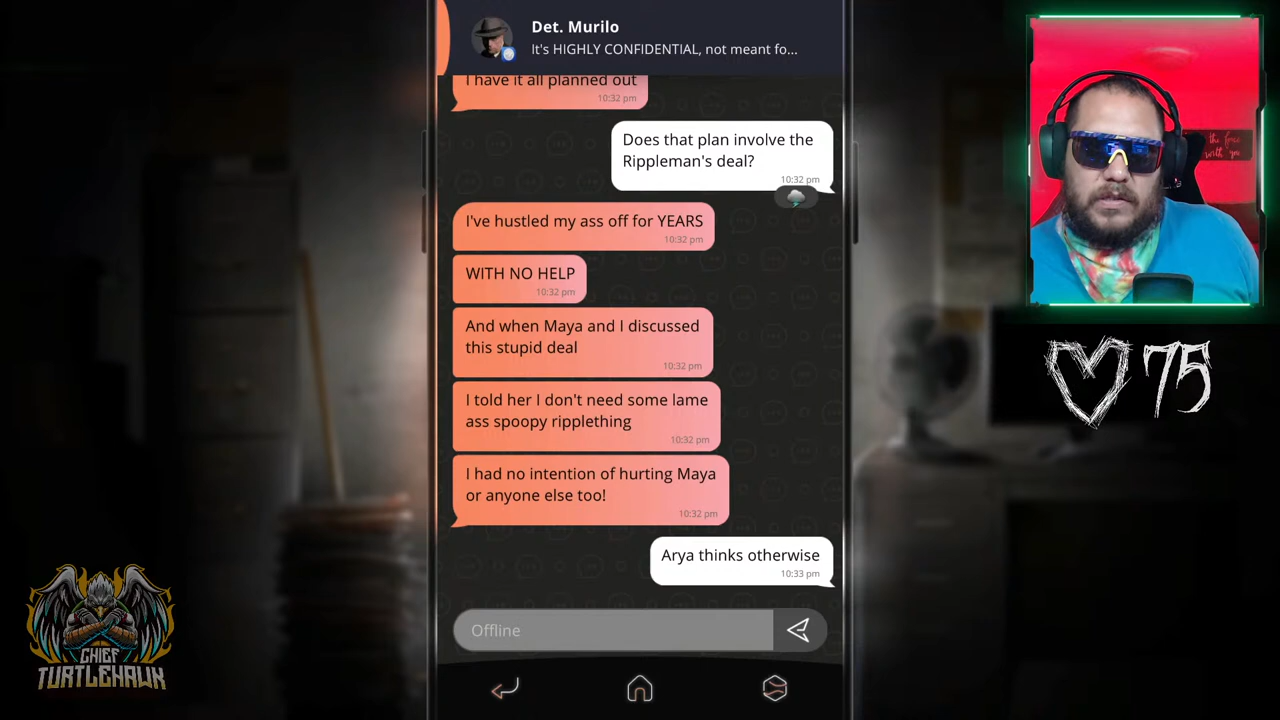 Det. Murilo
It's HIGHLY CONFIDENTIAL, not meant fo...
I have it all planned out
10:32 pm
Does that plan involve the
Rippleman's deal?
10:32 pm
I've hustled my ass off for YEARS
10:32 pm
WITH NO HELP
10:32 pm
And when Maya and I discussed
this stupid deal
10:32 pm
I told her I don't need some lame
ass spoopy ripplething
10:32 pm
I had no intention of hurting Maya
or anyone else too!
10:32 pm
Arya thinks otherwise
10:33 pm
Offline
the force
with you
75
CHIEF
TURTLEHAWK